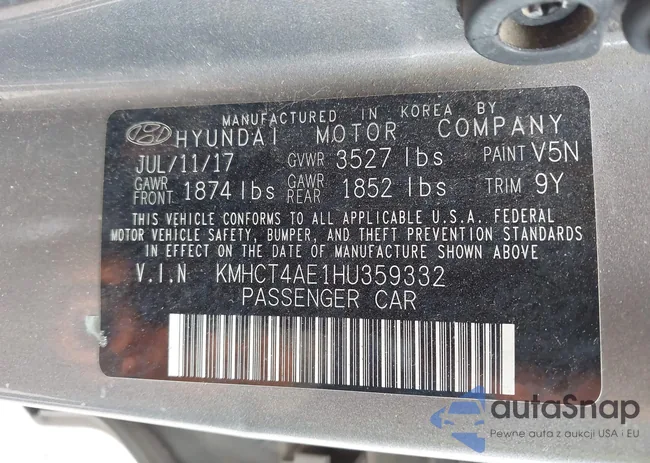 MANUFACTURED IN KOREA BY
HYUNDAI MOTOR COMPANY
JUL/11/17 GVWR 3527 lbs PAINT V5N
GAWR FRONT 1874 lbs GAWR REAR 1852 lbs TRIM 9Y
THIS VEHICLE CONFORMS TO ALL APPLICABLE U.S.A. FEDERAL
MOTOR VEHICLE SAFETY, BUMPER, AND THEFT PREVENTION STANDARDS
IN EFFECT ON THE DATE OF MANUFACTURE SHOWN ABOVE
V.I.N KMHCT4AE1HU359332
PASSENGER CAR
autaSnap
Pewne auta z aukcji USA i EU